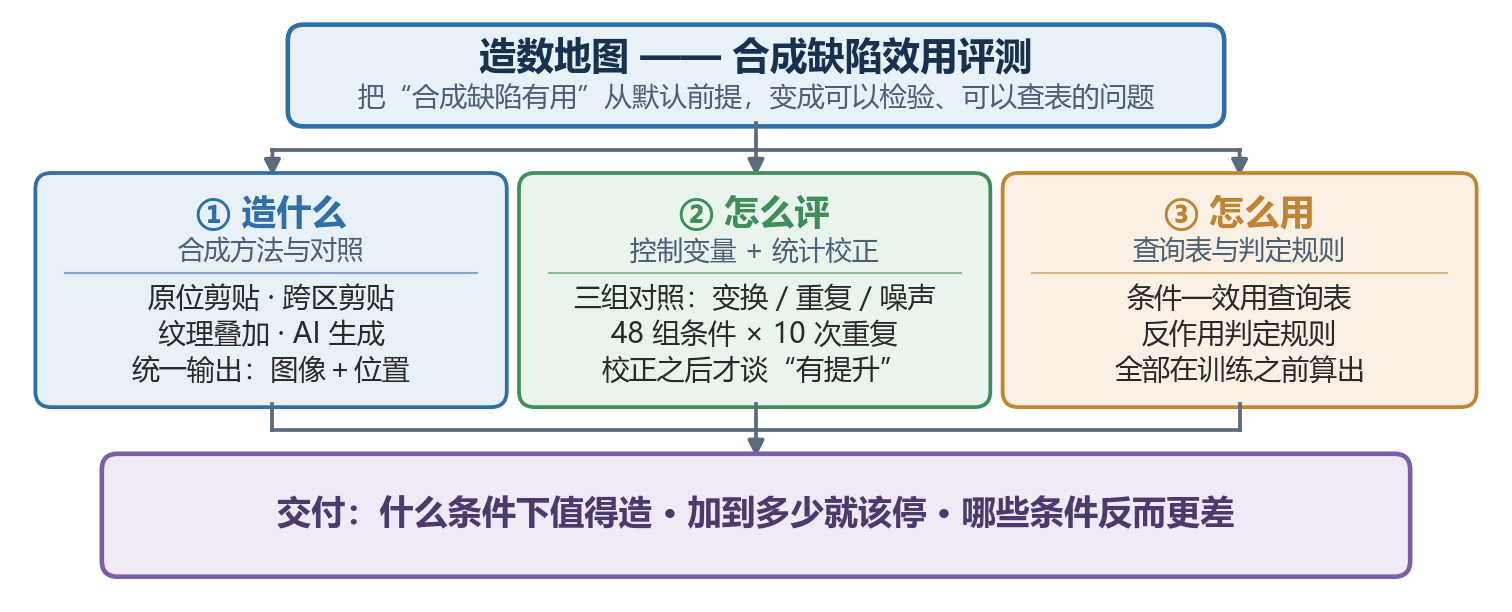 造数地图 —— 合成缺陷效用评测
把“合成缺陷有用”从默认前提，变成可以检验、可以查表的问题
① 造什么
合成方法与对照
原位剪贴 · 跨区剪贴
纹理叠加 · AI 生成
统一输出：图像 + 位置
② 怎么评
控制变量 + 统计校正
三组对照：变换 / 重复 / 噪声
48 组条件 × 10 次重复
校正之后才谈“有提升”
③ 怎么用
查询表与判定规则
条件—效用查询表
反作用判定规则
全部在训练之前算出
交付：什么条件下值得造 • 加到多少就该停 • 哪些条件反而更差